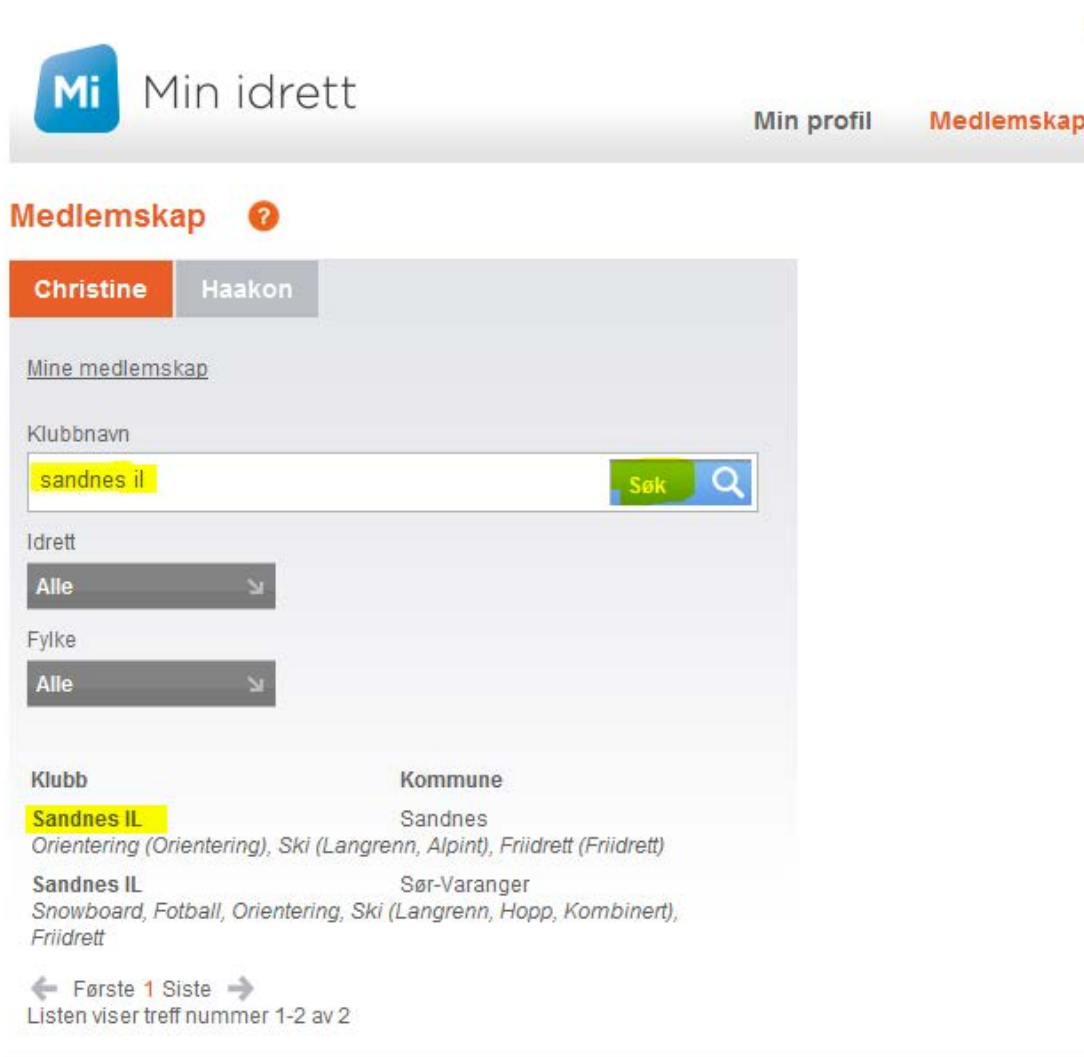 Mi Min idrett
Min profil Medlemskap
Medlemskap ?
Christine Haakon
Mine medlemskap
Klubbnavn
sandnes il Søk
Idrett
Alle
Fylke
Alle
Klubb Kommune
Sandnes IL Sandnes
Orientering (Orientering), Ski (Langrenn, Alpint), Friidrett (Friidrett)
Sandnes IL Sør-Varanger
Snowboard, Fotball, Orientering, Ski (Langrenn, Hopp, Kombinert),
Friidrett
Første 1 Siste
Listen viser treff nummer 1-2 av 2